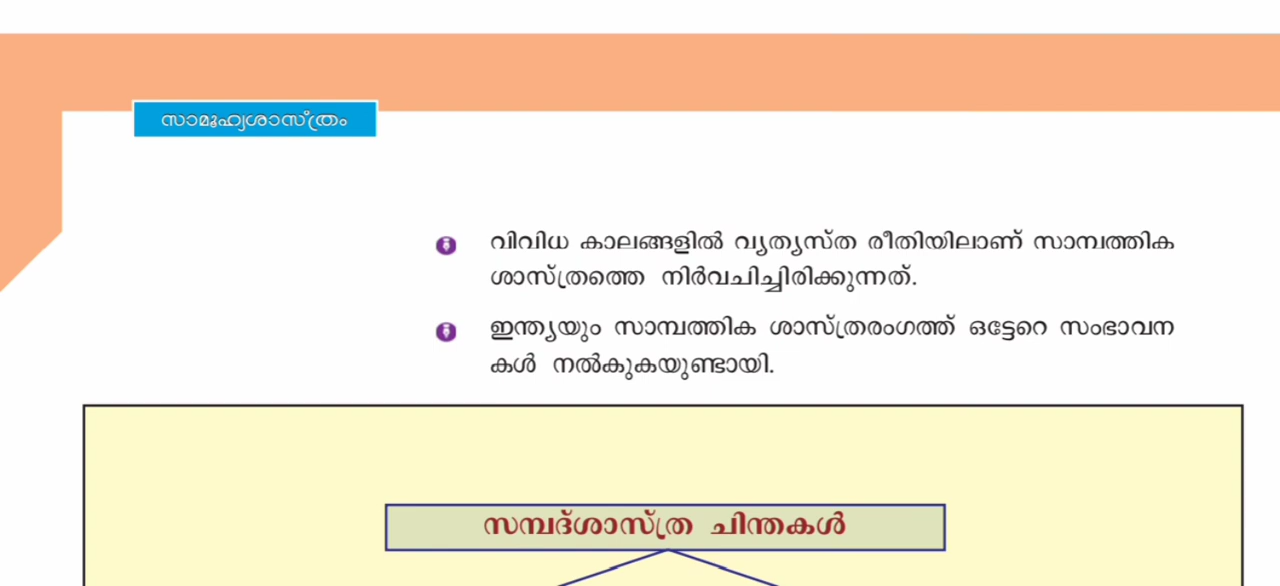 സാമൂഹ്യശാസ്ത്രം
വിവിധ കാലങ്ങളിൽ വ്യത്യസ്ത രീതിയിലാണ് സാമ്പത്തിക
ശാസ്ത്രത്തെ നിർവചിച്ചിരിക്കുന്നത്.
ഇന്ത്യയും സാമ്പത്തിക ശാസ്ത്രരംഗത്ത് ഒട്ടേറെ സംഭാവന
കൾ നൽകുകയുണ്ടായി.
സമ്പദ്ശാസ്ത്ര ചിന്തകൾ